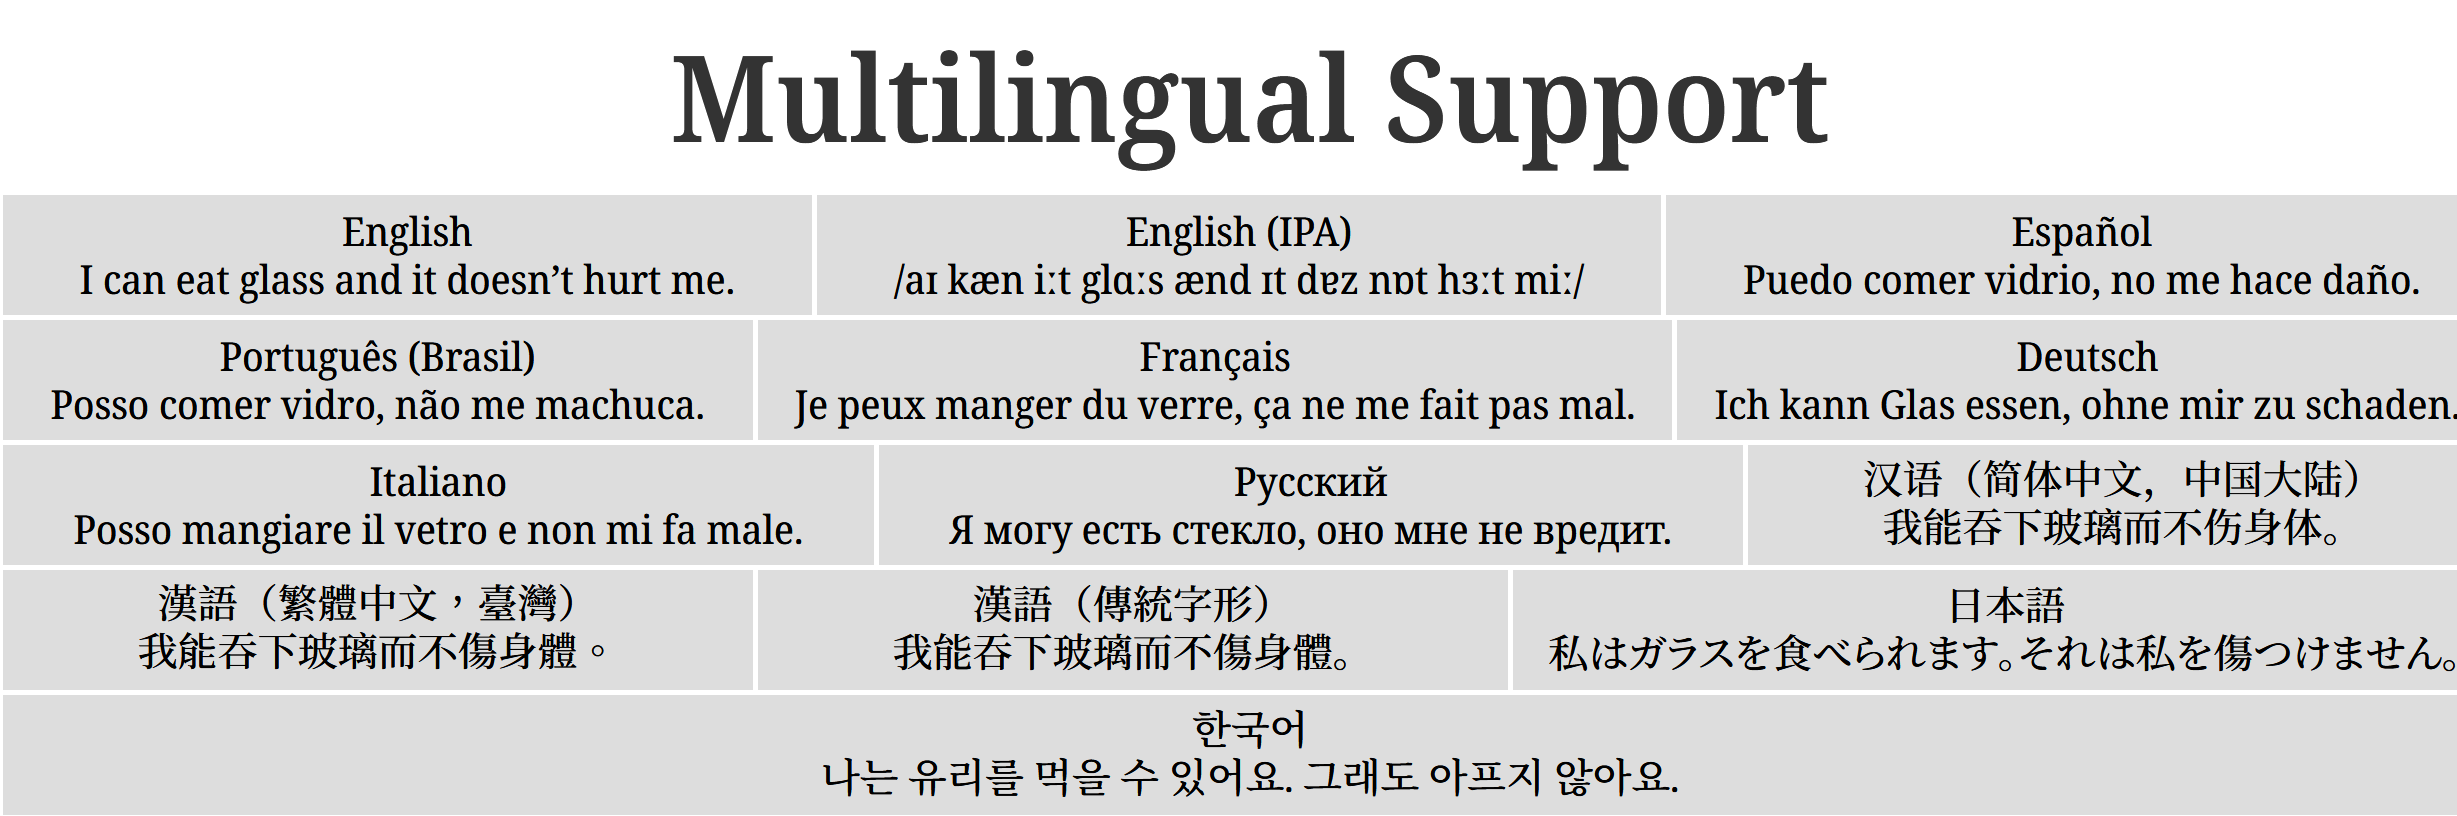 Multilingual Support
English
I can eat glass and it doesn’t hurt me.
English (IPA)
/aɪ kæn iːt ɡlɑːs ænd ɪt dɐz nɒt hɜːt miː/
Español
Puedo comer vidrio, no me hace daño.
Português (Brasil)
Posso comer vidro, não me machuca.
Français
Je peux manger du verre, ça ne me fait pas mal.
Deutsch
Ich kann Glas essen, ohne mir zu schaden.
Italiano
Posso mangiare il vetro e non mi fa male.
Русский
Я могу есть стекло, оно мне не вредит.
汉语（简体中文，中国大陆）
我能吞下玻璃而不伤身体。
漢語（繁體中文，臺灣）
我能吞下玻璃而不傷身體。
漢語（傳統字形）
我能吞下玻璃而不傷身體。
日本語
私はガラスを食べられます。それは私を傷つけません。
한국어
나는 유리를 먹을 수 있어요. 그래도 아프지 않아요.